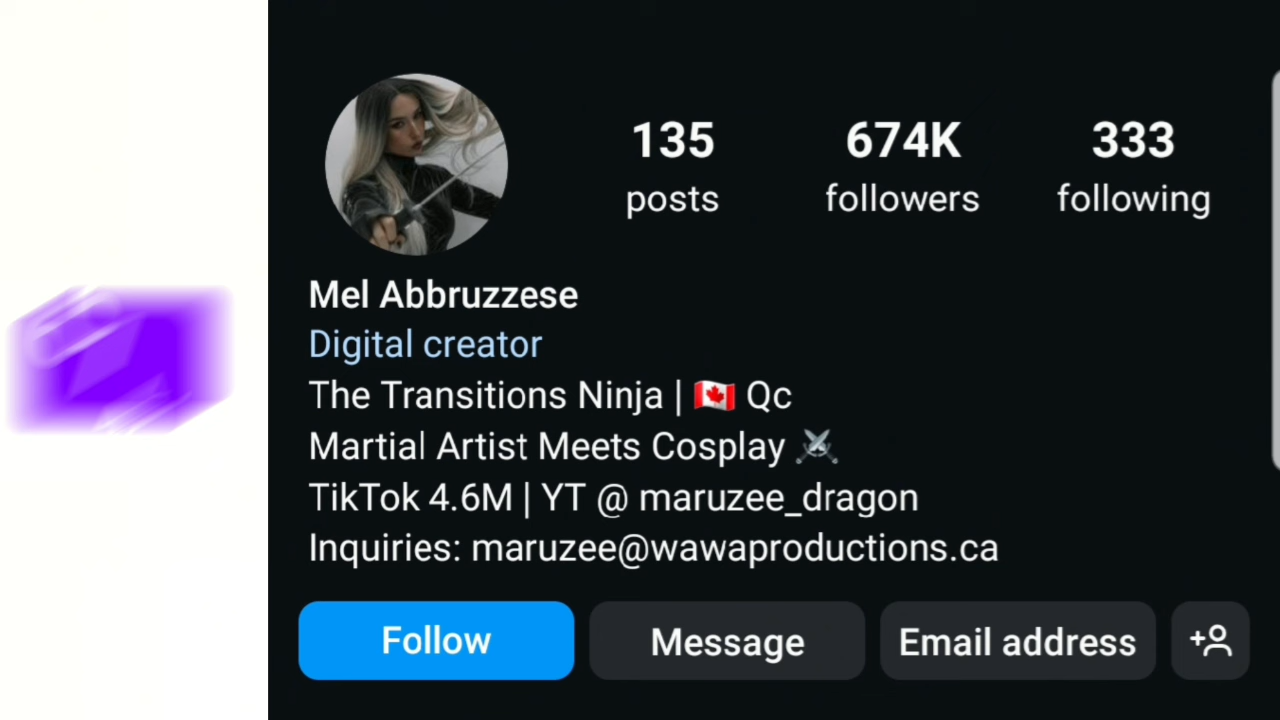 135 674K 333
posts followers following
Mel Abbruzzese
Digital creator
The Transitions Ninja | 🇨🇦 Qc
Martial Artist Meets Cosplay ⚔️
TikTok 4.6M | YT @ maruzee_dragon
Inquiries: maruzee@wawaproductions.ca
Follow Message Email address